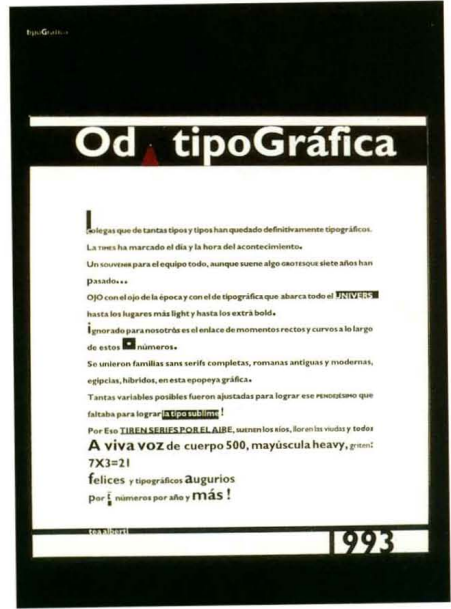 tipoGráfica
Od▲ tipoGráfica
Colegas que de tantas tipos y tipos han quedado definitivamente tipográficos.
La TIMES ha marcado el día y la hora del acontecimiento.
Un SOUVENIR para el equipo todo, aunque suene algo GROTESQUE siete años han
pasado...
OJO con el ojo de la época y con el de tipográfica que abarca todo el UNIVERS
hasta los lugares más light y hasta los extra bold.
ignorado para nosotros es el enlace de momentos rectos y curvos a lo largo
de estos números.
Se unieron familias sans serifs completas, romanas antiguas y modernas,
egipcias, híbridos, en esta epopeya gráfica.
Tantas variables posibles fueron ajustadas para lograr ese que
faltaba para lograr la tipo sublime!
Por Eso TIREN SERIFS POR EL AIRE, SUENEN los ríos, lloran las viudas y todos
A viva voz de cuerpo 500, mayúscula heavy, griten:
7X3=21
felices y tipográficos augurios
por números por año y más !
tea alberti
1993